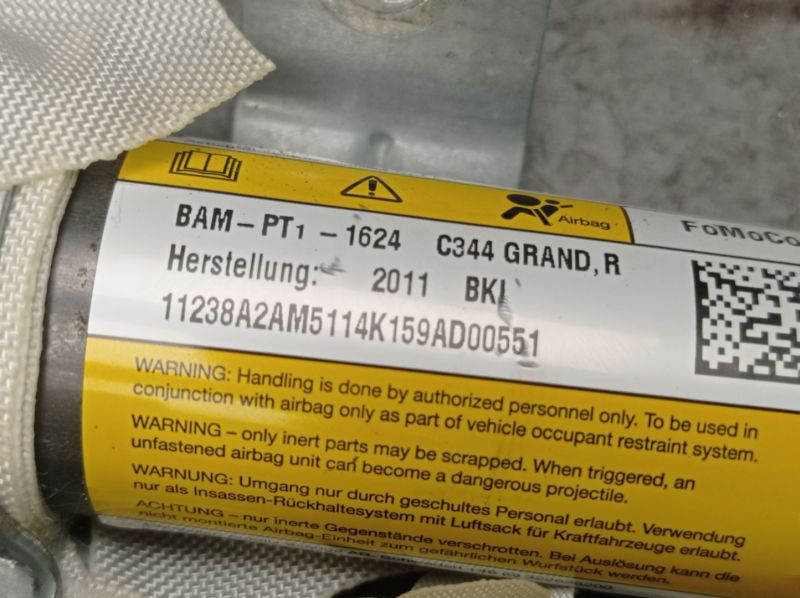 Airbag
FoMoCo
BAM-PT1-1624 C344 GRAND, R
Herstellung: 2011 BKI
11238A2AM5114K159AD00551
WARNING: Handling is done by authorized personnel only. To be used in
conjunction with airbag only as part of vehicle occupant restraint system.
WARNING – only inert parts may be scrapped. When triggered, an
unfastened airbag unit can become a dangerous projectile.
WARNUNG: Umgang nur durch geschultes Personal erlaubt. Verwendung
nur als Insassen-Rückhaltesystem mit Luftsack für Kraftfahrzeuge erlaubt.
ACHTUNG – nur inerte Gegenstände verschrotten. Bei Auslösung kann die
nicht montierte Airbag-Einheit zum gefährlichen Wurfstück werden.